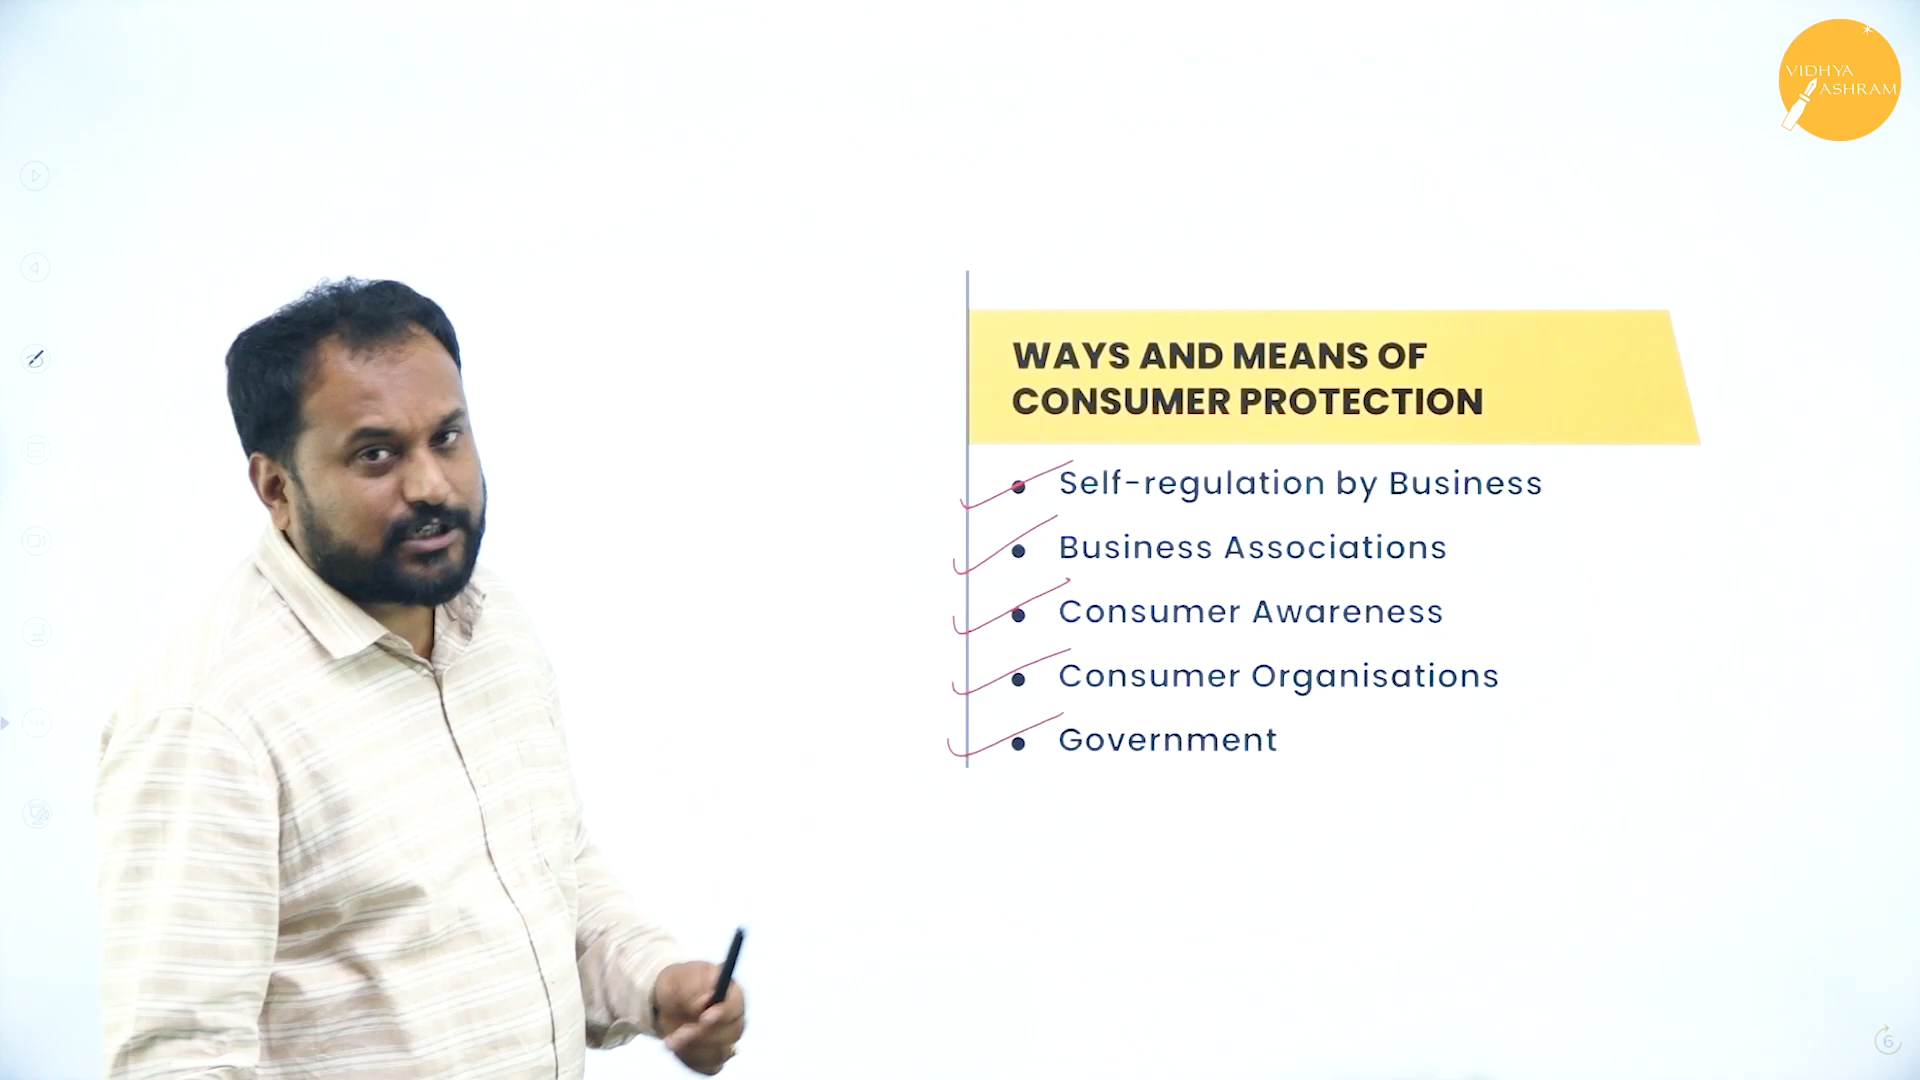 VIDHYA
ASHRAM
WAYS AND MEANS OF
CONSUMER PROTECTION
• Self-regulation by Business
• Business Associations
• Consumer Awareness
• Consumer Organisations
• Government
6